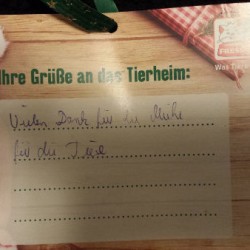 Ihre Grüße an das Tierheim:
Vielen Dank für die Mühe
für die Tiere